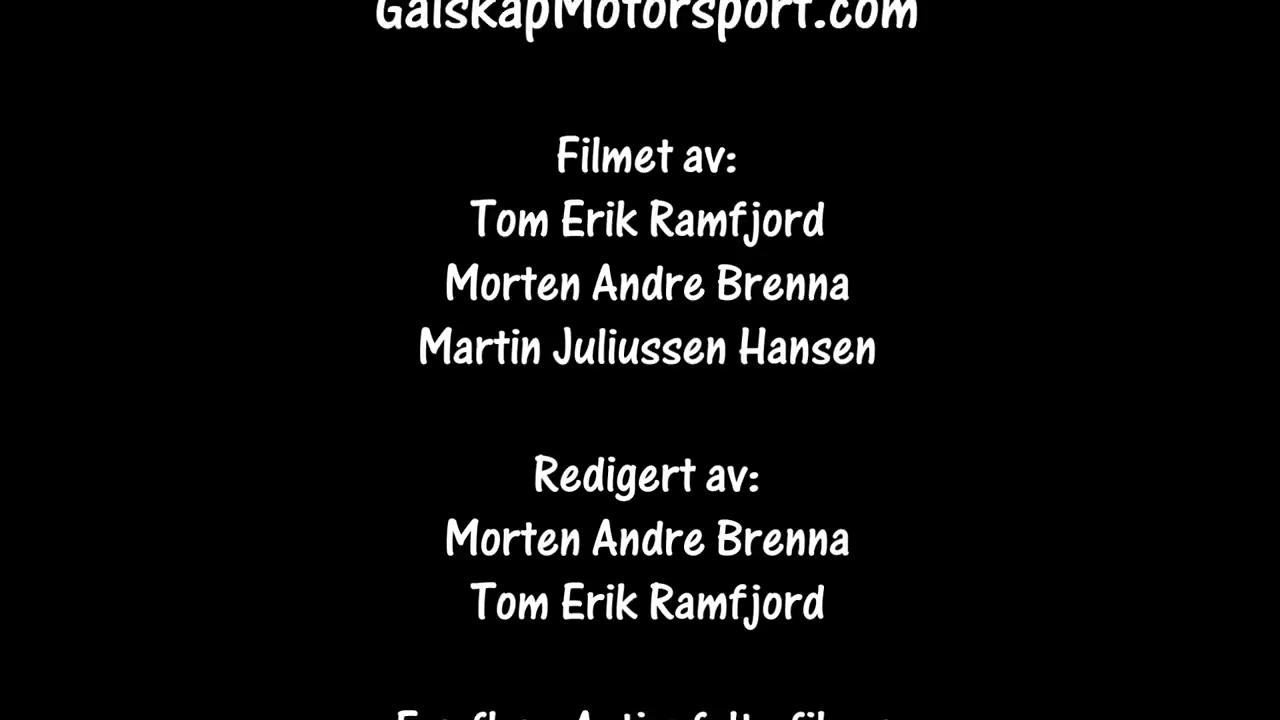 GalskapMotorsport.com
Filmet av:
Tom Erik Ramfjord
Morten Andre Brenna
Martin Juliussen Hansen
Redigert av:
Morten Andre Brenna
Tom Erik Ramfjord